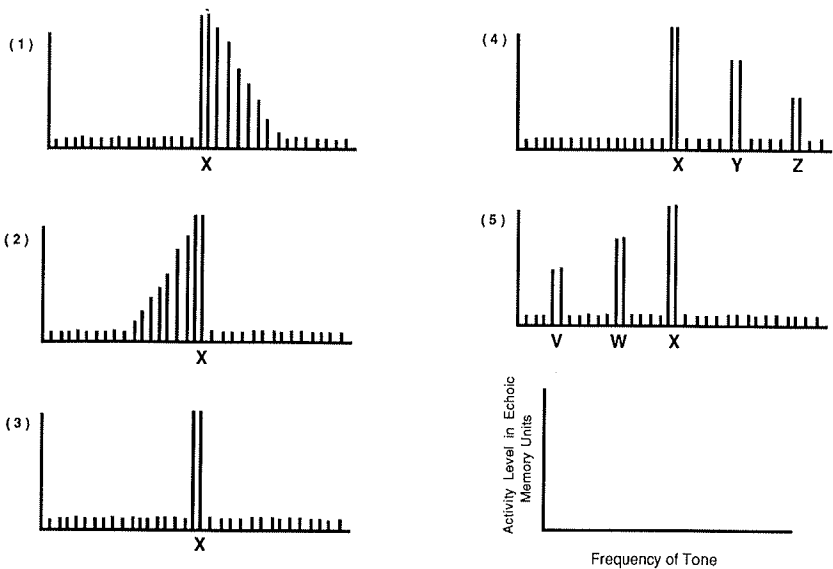 (1)
X
(2)
X
(3)
X
(4)
X Y Z
(5)
V W X
Activity Level in Echoic
Memory Units
Frequency of Tone